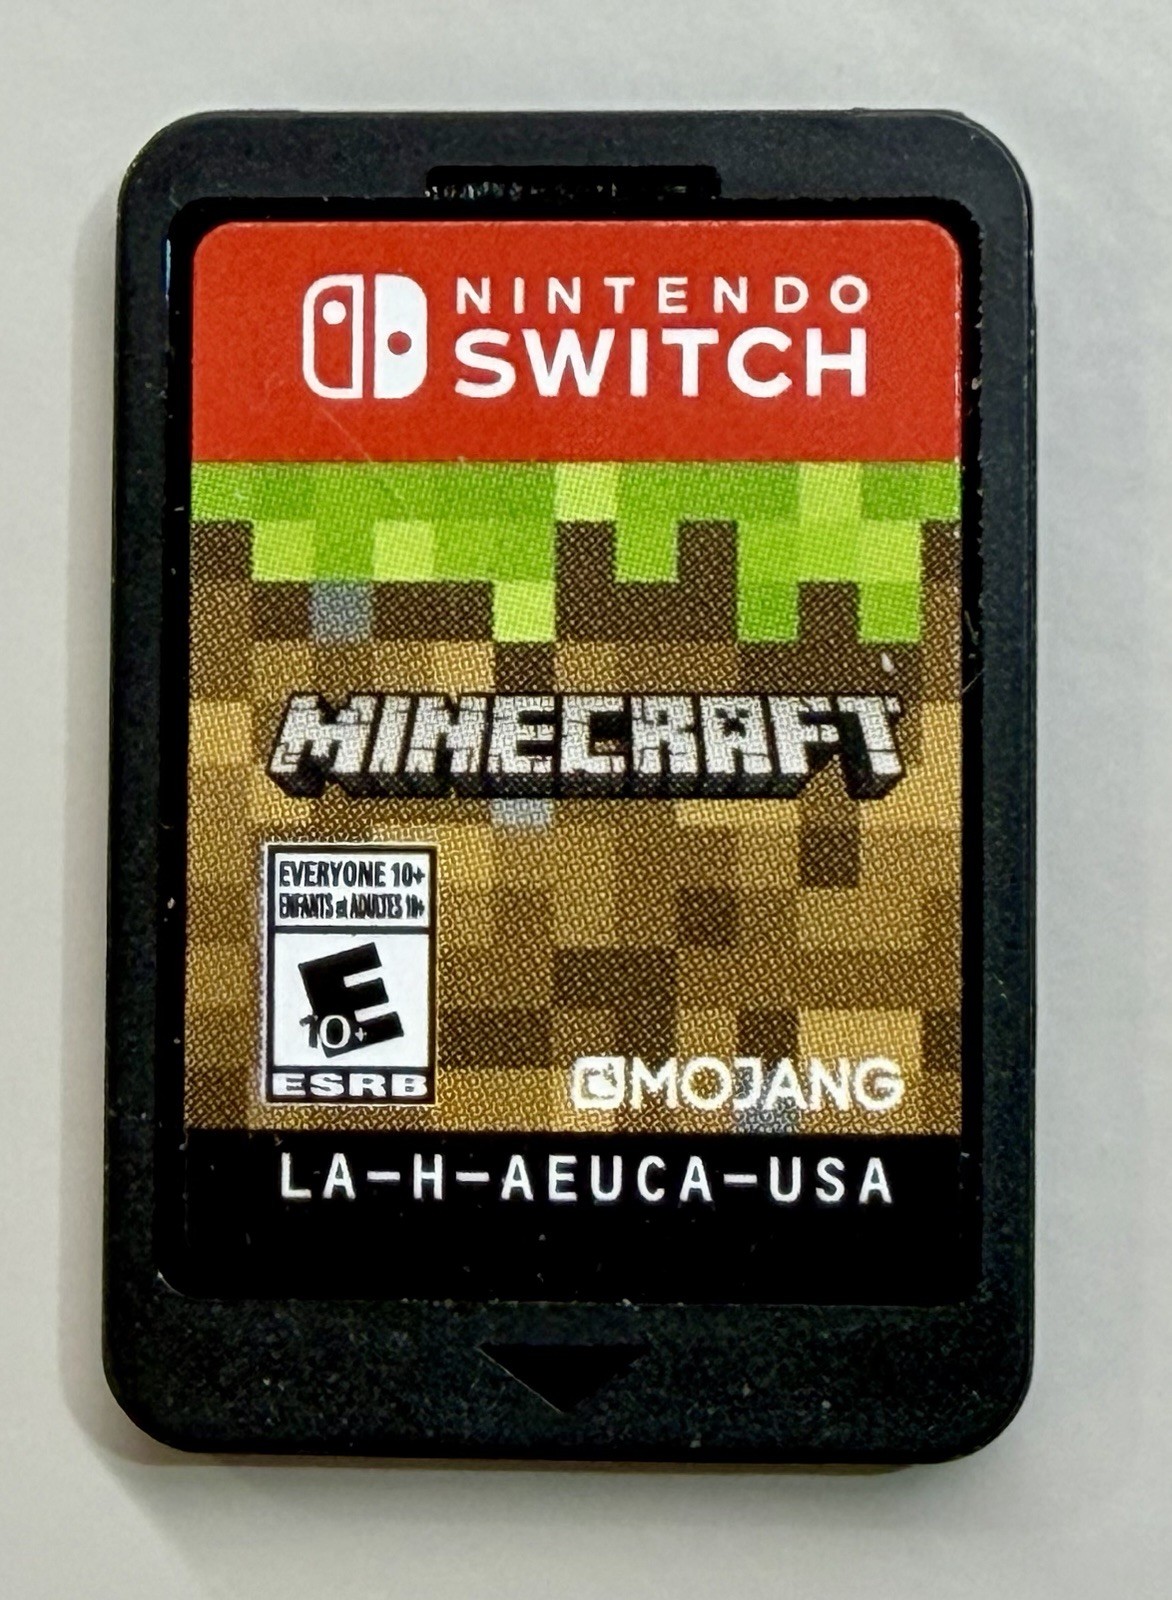 NINTENDO
SWITCH
MINECRAFT
EVERYONE 10+
ENFANTS et ADULTES 10+
E
10+
ESRB
MOJANG
LA-H-AEUCA-USA